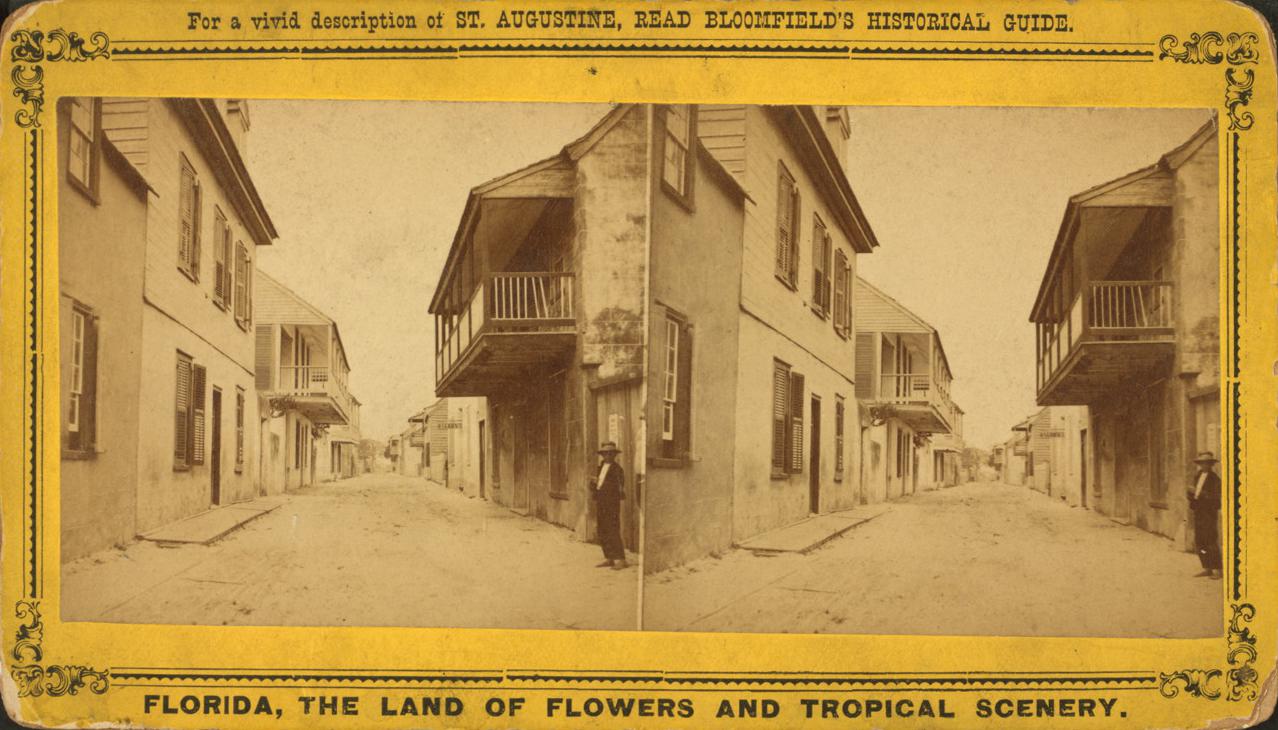 For a vivid description of ST. AUGUSTINE, READ BLOOMFIELD'S HISTORICAL GUIDE.
FLORIDA, THE LAND OF FLOWERS AND TROPICAL SCENERY.